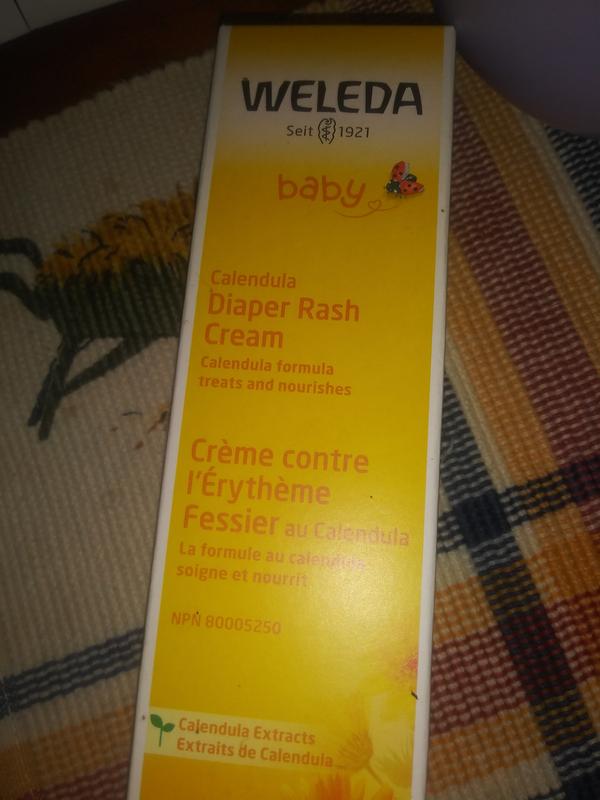 WELEDA
Seit 1921
baby
Calendula
Diaper Rash
Cream
Calendula formula
treats and nourishes
Crème contre
l'Érythème
Fessier au Calendula
La formule au calendula
soigne et nourrit
NPN 80005250
Calendula Extracts
Extraits de Calendula